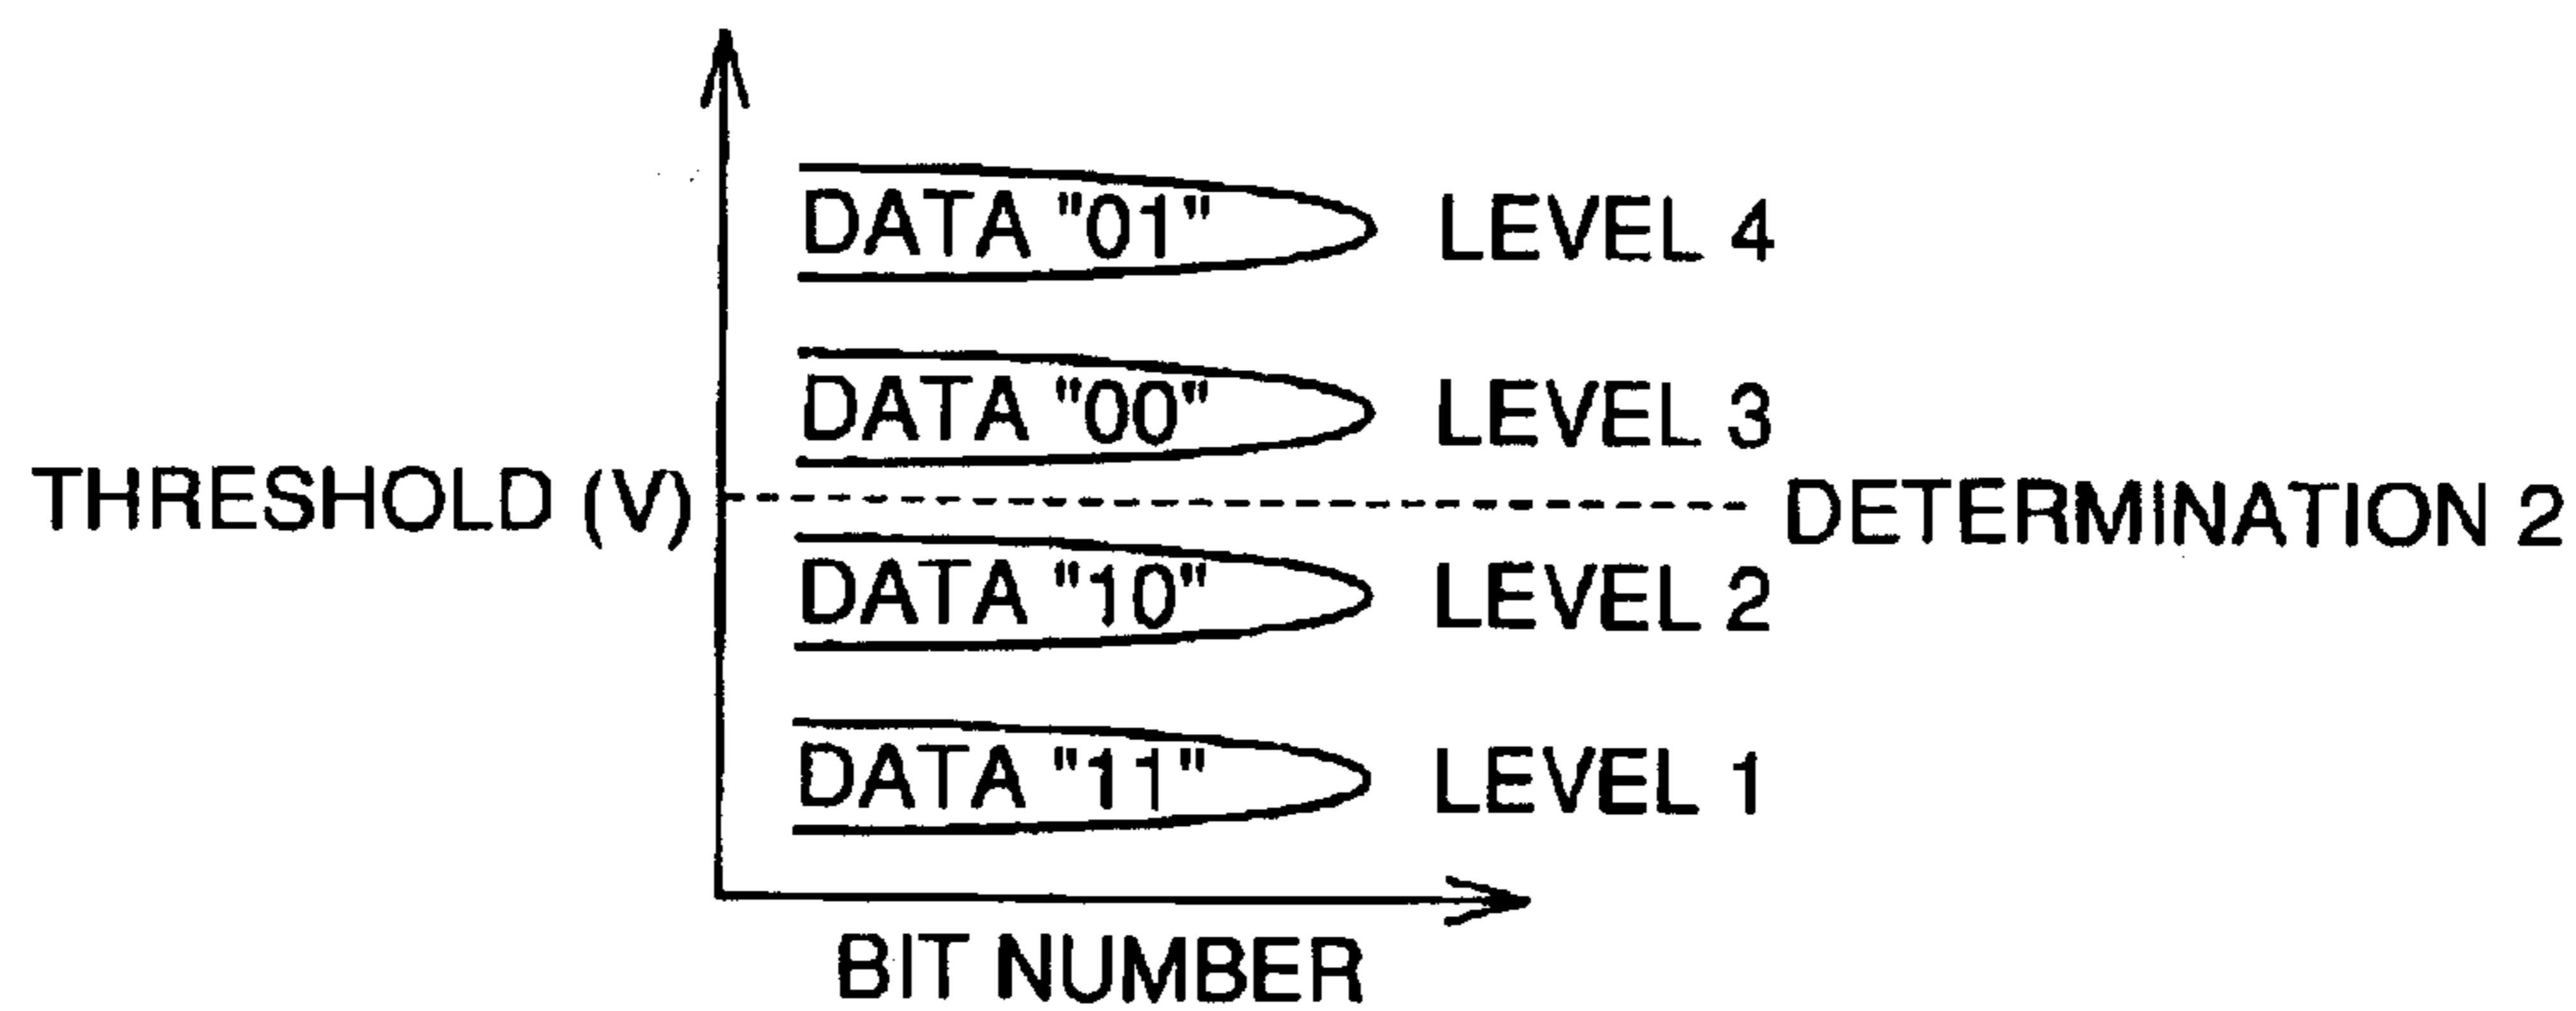 DATA "01" LEVEL 4
DATA "00" LEVEL 3
THRESHOLD (V) DETERMINATION 2
DATA "10" LEVEL 2
DATA "11" LEVEL 1
BIT NUMBER